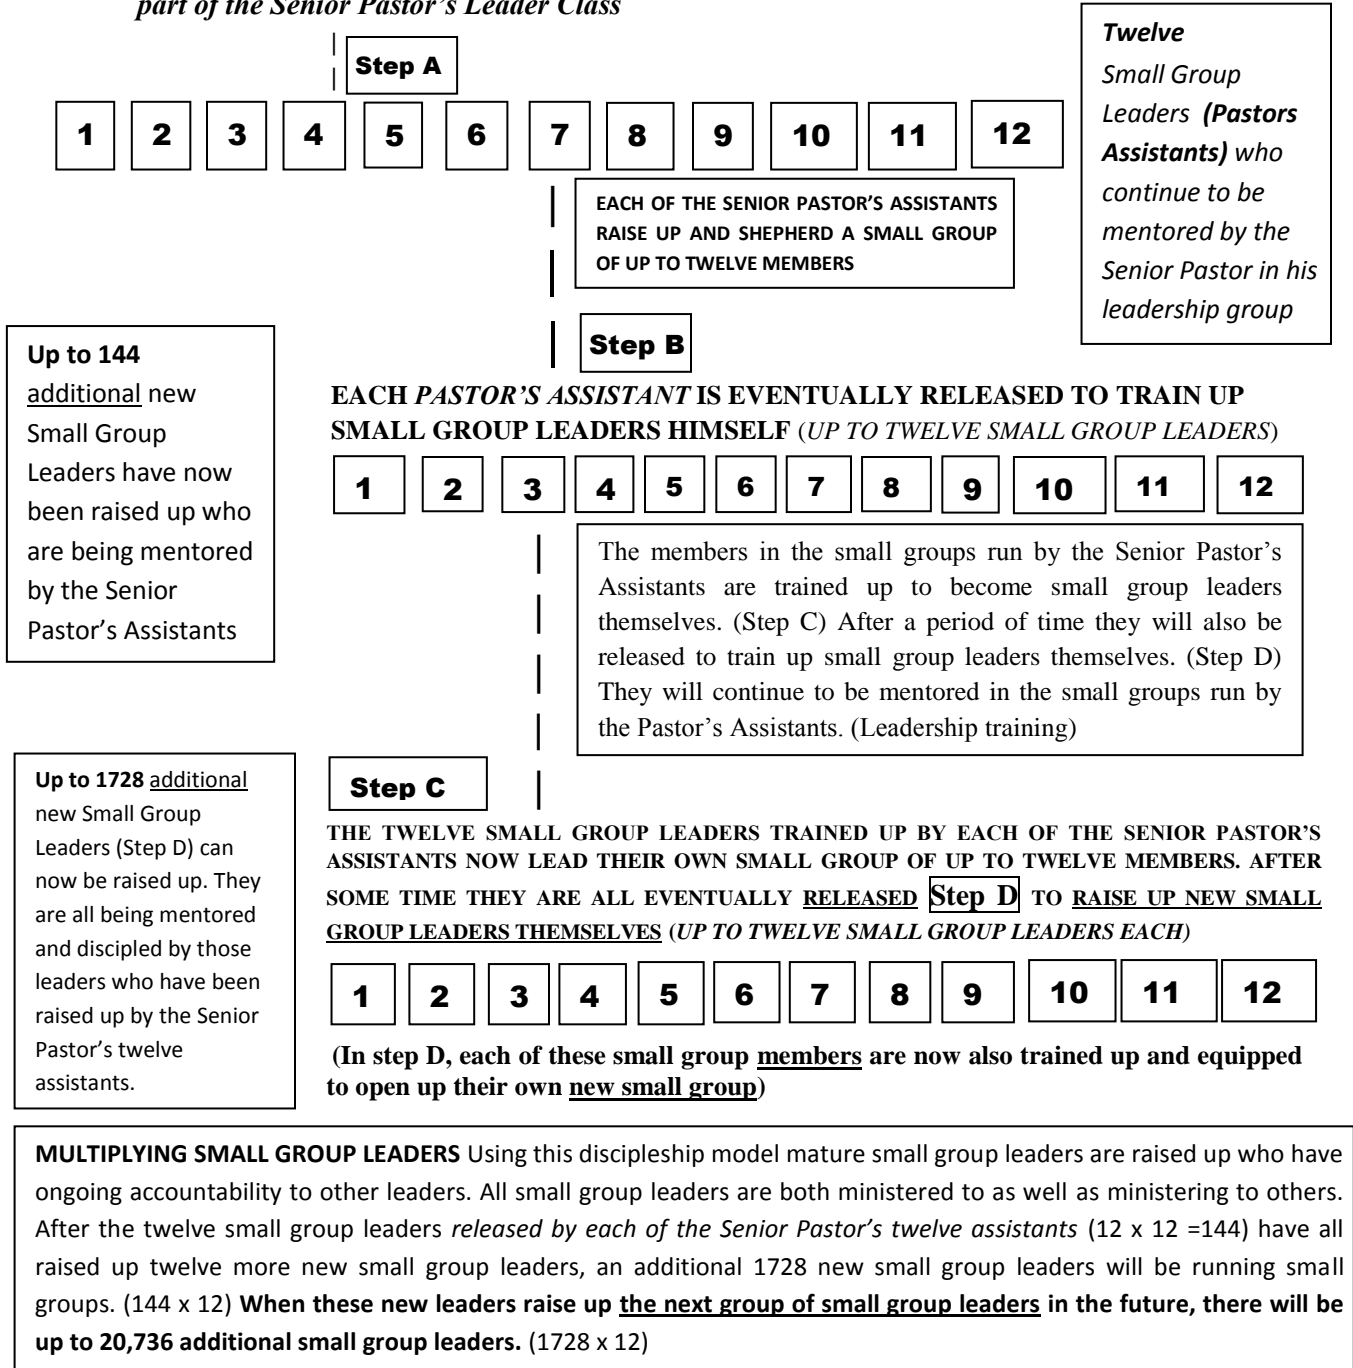 part of the Senior Pastor's Leader Class
Step A
1 2 3 4 5 6 7 8 9 10 11 12
Twelve
Small Group
Leaders (Pastors
Assistants) who
continue to be
mentored by the
Senior Pastor in his
leadership group
EACH OF THE SENIOR PASTOR'S ASSISTANTS
RAISE UP AND SHEPHERD A SMALL GROUP
OF UP TO TWELVE MEMBERS
Step B
Up to 144
additional new
Small Group
Leaders have now
been raised up who
are being mentored
by the Senior
Pastor's Assistants
EACH PASTOR'S ASSISTANT IS EVENTUALLY RELEASED TO TRAIN UP
SMALL GROUP LEADERS HIMSELF (UP TO TWELVE SMALL GROUP LEADERS)
1 2 3 4 5 6 7 8 9 10 11 12
The members in the small groups run by the Senior Pastor's
Assistants are trained up to become small group leaders
themselves. (Step C) After a period of time they will also be
released to train up small group leaders themselves. (Step D)
They will continue to be mentored in the small groups run by
the Pastor's Assistants. (Leadership training)
Up to 1728 additional
new Small Group
Leaders (Step D) can
now be raised up. They
are all being mentored
and discipled by those
leaders who have been
raised up by the Senior
Pastor's twelve
assistants.
Step C
THE TWELVE SMALL GROUP LEADERS TRAINED UP BY EACH OF THE SENIOR PASTOR'S
ASSISTANTS NOW LEAD THEIR OWN SMALL GROUP OF UP TO TWELVE MEMBERS. AFTER
SOME TIME THEY ARE ALL EVENTUALLY RELEASED Step D TO RAISE UP NEW SMALL
GROUP LEADERS THEMSELVES (UP TO TWELVE SMALL GROUP LEADERS EACH)
1 2 3 4 5 6 7 8 9 10 11 12
(In step D, each of these small group members are now also trained up and equipped
to open up their own new small group)
MULTIPLYING SMALL GROUP LEADERS Using this discipleship model mature small group leaders are raised up who have
ongoing accountability to other leaders. All small group leaders are both ministered to as well as ministering to others.
After the twelve small group leaders released by each of the Senior Pastor's twelve assistants (12 x 12 =144) have all
raised up twelve more new small group leaders, an additional 1728 new small group leaders will be running small
groups. (144 x 12) When these new leaders raise up the next group of small group leaders in the future, there will be
up to 20,736 additional small group leaders. (1728 x 12)